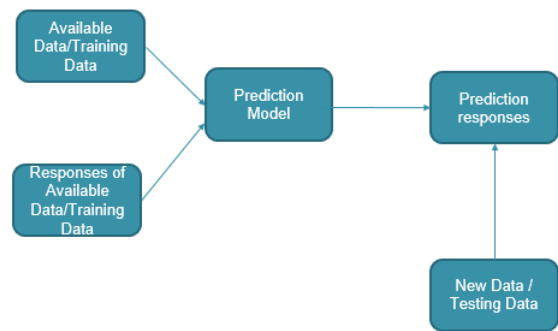 Available
Data/Training
Data
Prediction
Model
Prediction
responses
Responses of
Available
Data/Training
Data
New Data /
Testing Data